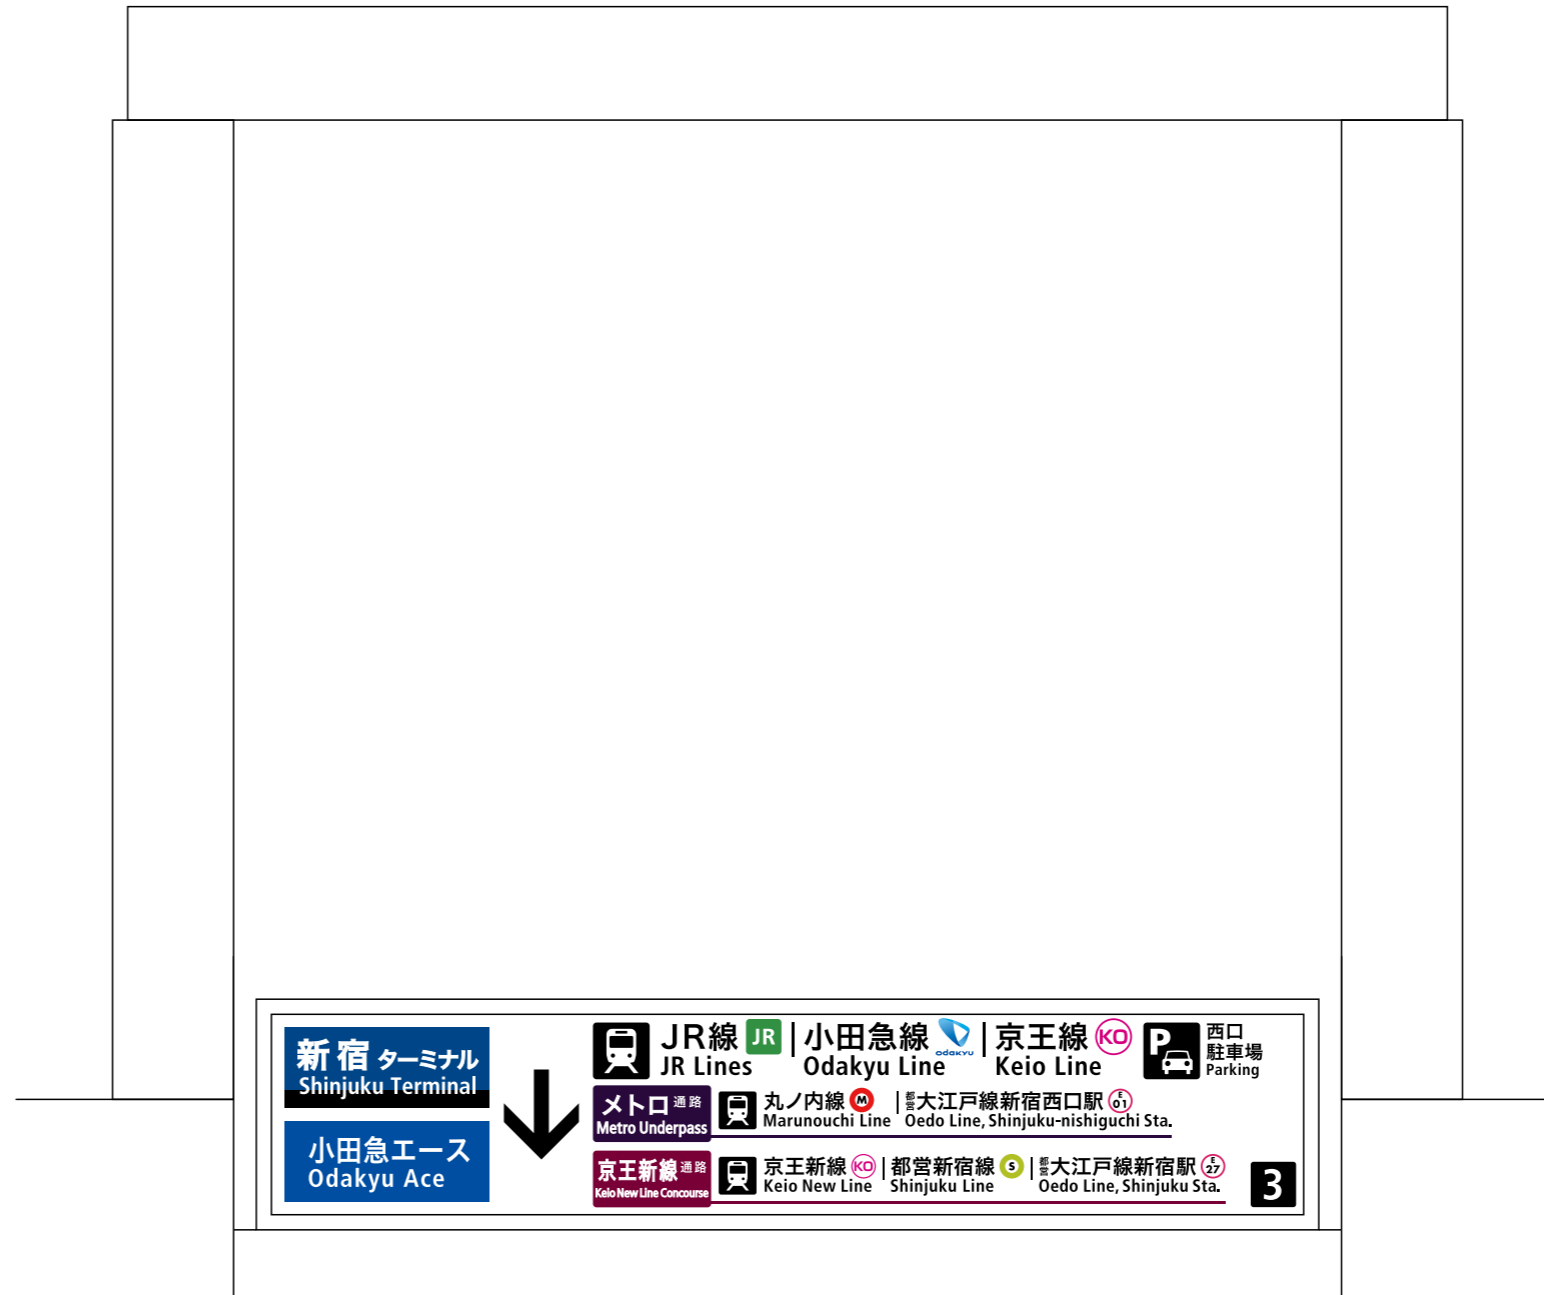 新宿 ターミナル
Shinjuku Terminal
小田急エース
Odakyu Ace
JR線 JR | 小田急線 odakyu | 京王線 KO P 西口
駐車場
JR Lines Odakyu Line Keio Line Parking
メトロ 通路 丸ノ内線 M | 都営大江戸線新宿西口駅 E 01
Metro Underpass Marunouchi Line Oedo Line, Shinjuku-nishiguchi Sta.
京王新線 通路 京王新線 KO | 都営新宿線 S | 都営大江戸線新宿駅 E 27
Keio New Line Concourse Keio New Line Shinjuku Line Oedo Line, Shinjuku Sta.
3